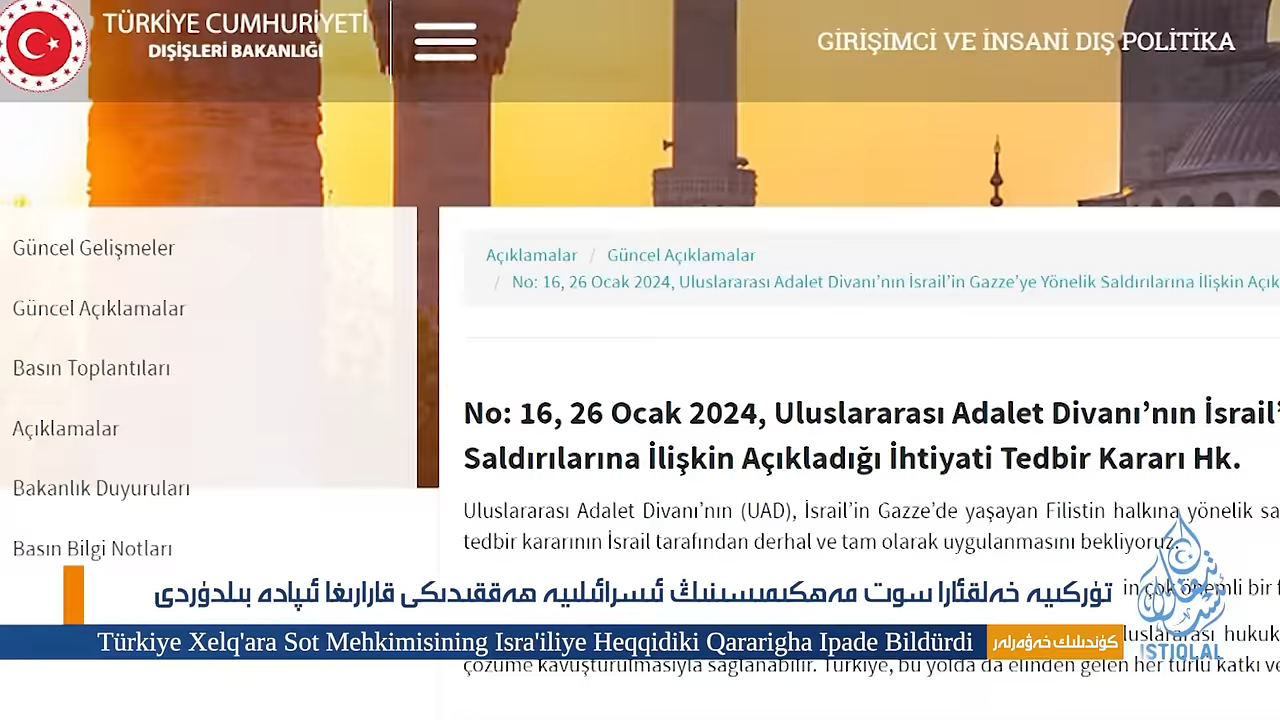 TÜRKİYE CUMHURİYETİ
DIŞİŞLERİ BAKANLIĞI
GİRİŞİMCİ VE İNSANİ DIŞ POLİTİKA
Güncel Gelişmeler
Güncel Açıklamalar
Basın Toplantıları
Açıklamalar
Bakanlık Duyuruları
Basın Bilgi Notları
Açıklamalar / Güncel Açıklamalar
/ No: 16, 26 Ocak 2024, Uluslararası Adalet Divanı’nın İsrail’in Gazze’ye Yönelik Saldırılarına İlişkin Açık
No: 16, 26 Ocak 2024, Uluslararası Adalet Divanı’nın İsrail’
Saldırılarına İlişkin Açıkladığı İhtiyati Tedbir Kararı Hk.
Uluslararası Adalet Divanı’nın (UAD), İsrail’in Gazze’de yaşayan Filistin halkına yönelik sa
tedbir kararının İsrail tarafından derhal ve tam olarak uygulanmasını bekliyoruz.
in çok önemli bir f
luslararası hukuk
çözüme kavuşturulmasıyla sağlanabilir. Türkiye, bu yolda da elinden gelen her türlü katkı ve
تۈركىيە خەلقئارا سوت مەھكىمىسىنىڭ ئىسرائىلىيە ھەققىدىكى قارارىغا ئىپادە بىلدۈردى
Türkiye Xelq'ara Sot Mehkimisining Isra'iliye Heqqidiki Qararigha Ipade Bildürdi
كۈندىلىك خەۋەرلەر
ISTIQLAL